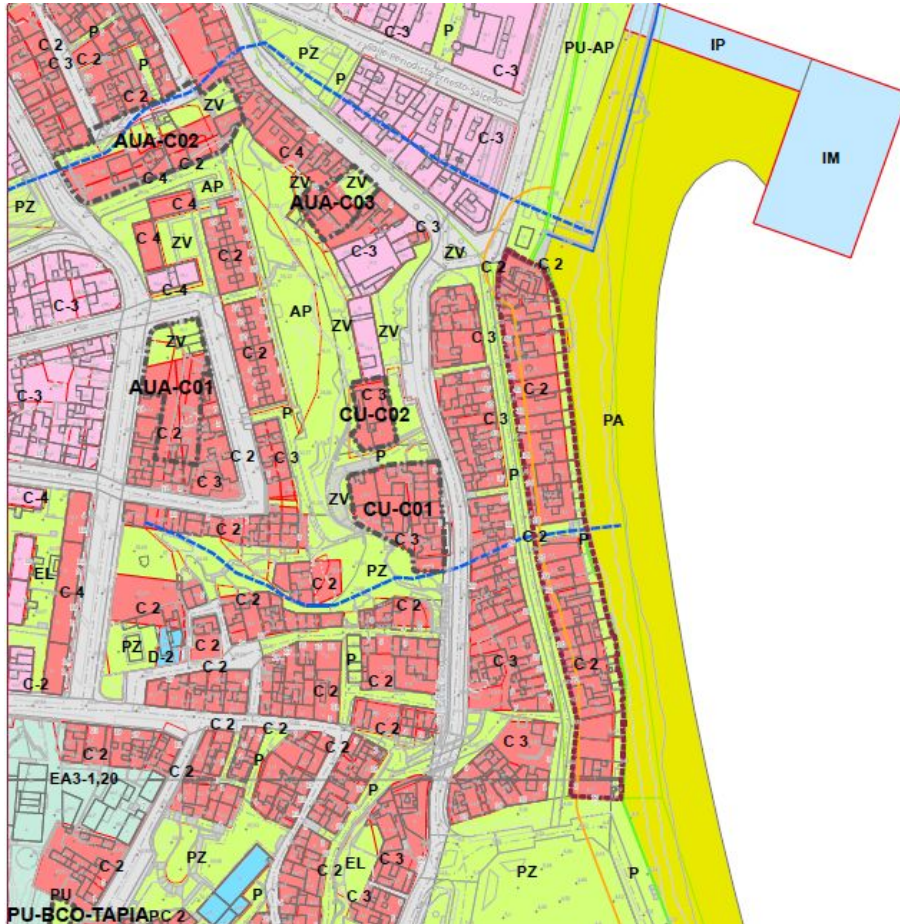 C 2
P
C 3
C 2
P
C 2
ZV
AUA-C02
C 2
C 4
PZ
P
PZ
P
C-3
C-3
Calle Periodista Ernesto Salcedo
PU-AP
IP
IM
C 4
ZV
ZV
AUA-C03
C-3
C 3
ZV
C 2
C 2
AP
C 4
ZV
C 4
C 2
C-4
PZ
C-3
AP
ZV
ZV
C 3
C 2
ZV
AUA-C01
C 2
C 2
C 3
CU-C02
P
P
C 3
P
PA
C-3
C 2
C 3
C 3
ZV
CU-C01
C 3
C-4
C 2
C 2
P
EL
C 4
C 2
PZ
C 2
C 2
C 2
PZ
D-2
C 2
P
C 2
C 3
C 2
C-2
C 2
C 2
C 2
C 2
C 3
C 2
P
C 2
P
EA3-1,20
C 2
PZ
C 2
EL
C 3
PZ
P
C 2
PU
P
C 3
PU-BCO-TAPIA
PC 2